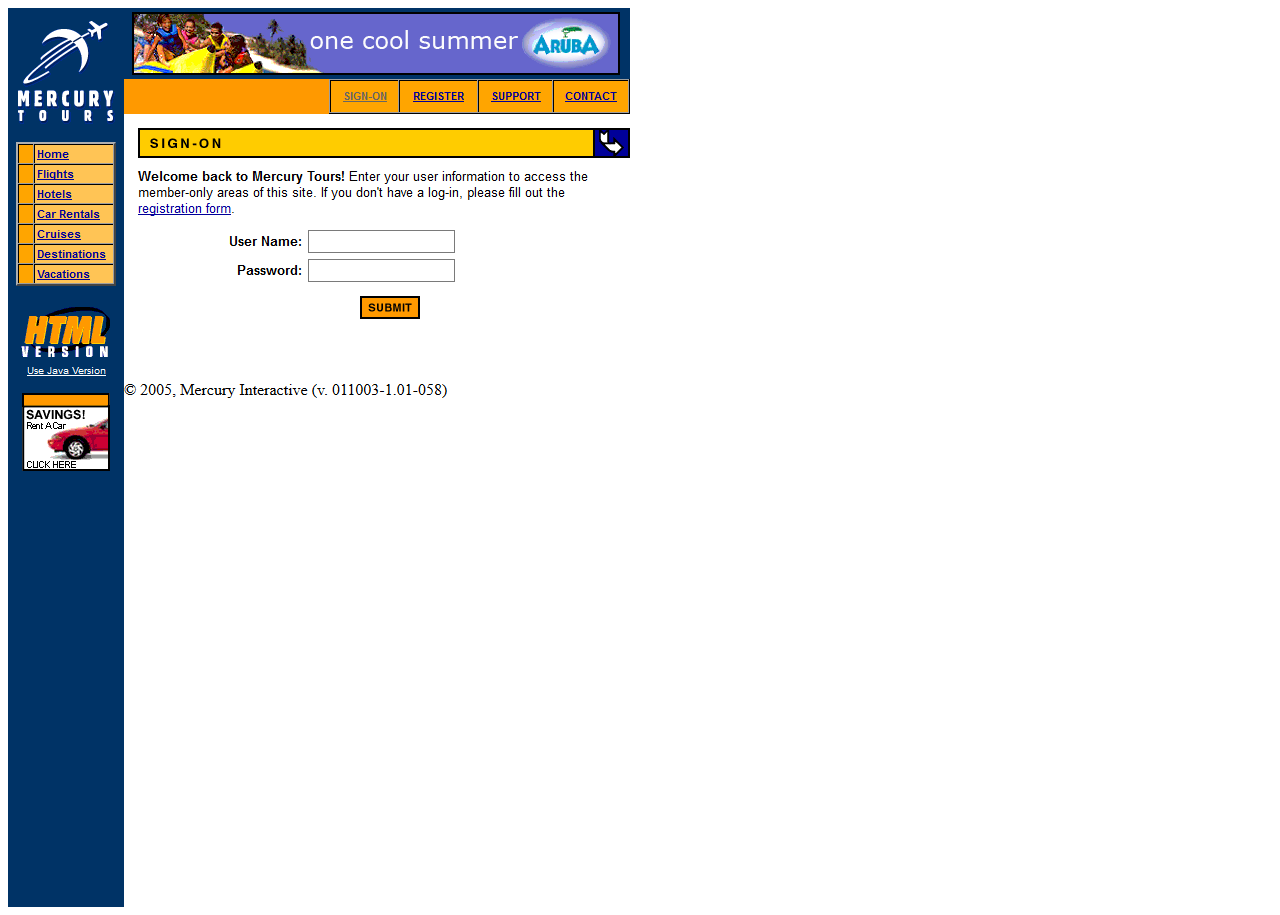 MERCURY
TOURS
one cool summer
ARUBA
SIGN-ON
REGISTER
SUPPORT
CONTACT
Home
Flights
Hotels
Car Rentals
Cruises
Destinations
Vacations
HTML
VERSION
Use Java Version
SAVINGS!
Rent A Car
CLICK HERE
SIGN-ON
Welcome back to Mercury Tours! Enter your user information to access the
member-only areas of this site. If you don't have a log-in, please fill out the
registration form.
User Name:
Password:
SUBMIT
© 2005, Mercury Interactive (v. 011003-1.01-058)